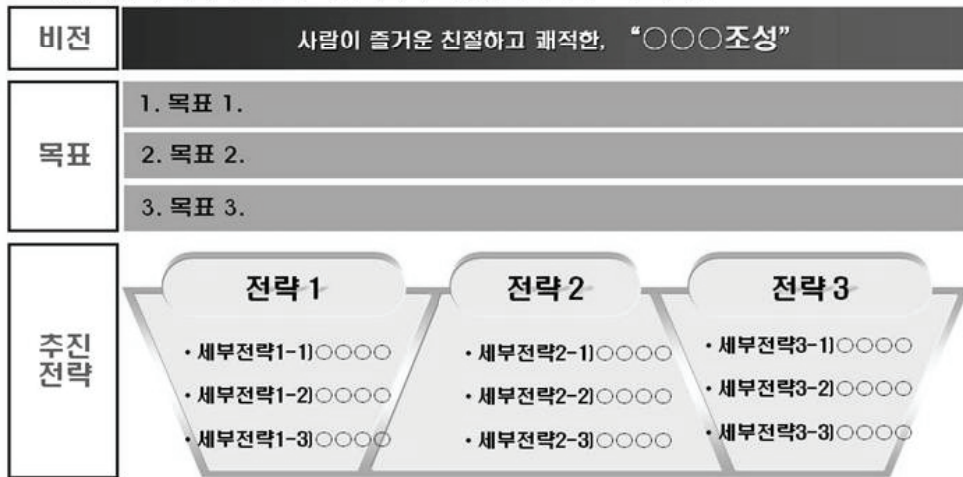 비전
사람이 즐거운 친절하고 쾌적한, “○○○조성”
목표
1. 목표 1.
2. 목표 2.
3. 목표 3.
추진
전략
전략 1
• 세부전략1-1)○○○○
• 세부전략1-2)○○○○
• 세부전략1-3)○○○○
전략 2
• 세부전략2-1)○○○○
• 세부전략2-2)○○○○
• 세부전략2-3)○○○○
전략 3
• 세부전략3-1)○○○○
• 세부전략3-2)○○○○
• 세부전략3-3)○○○○